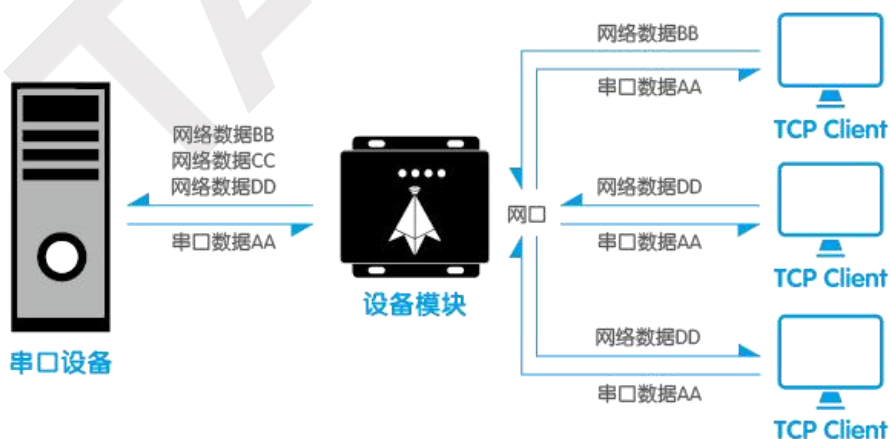 网络数据BB
串口数据AA
TCP Client
网络数据BB
网络数据CC
网络数据DD
串口数据AA
网口
网络数据DD
串口数据AA
TCP Client
设备模块
串口设备
网络数据DD
串口数据AA
TCP Client